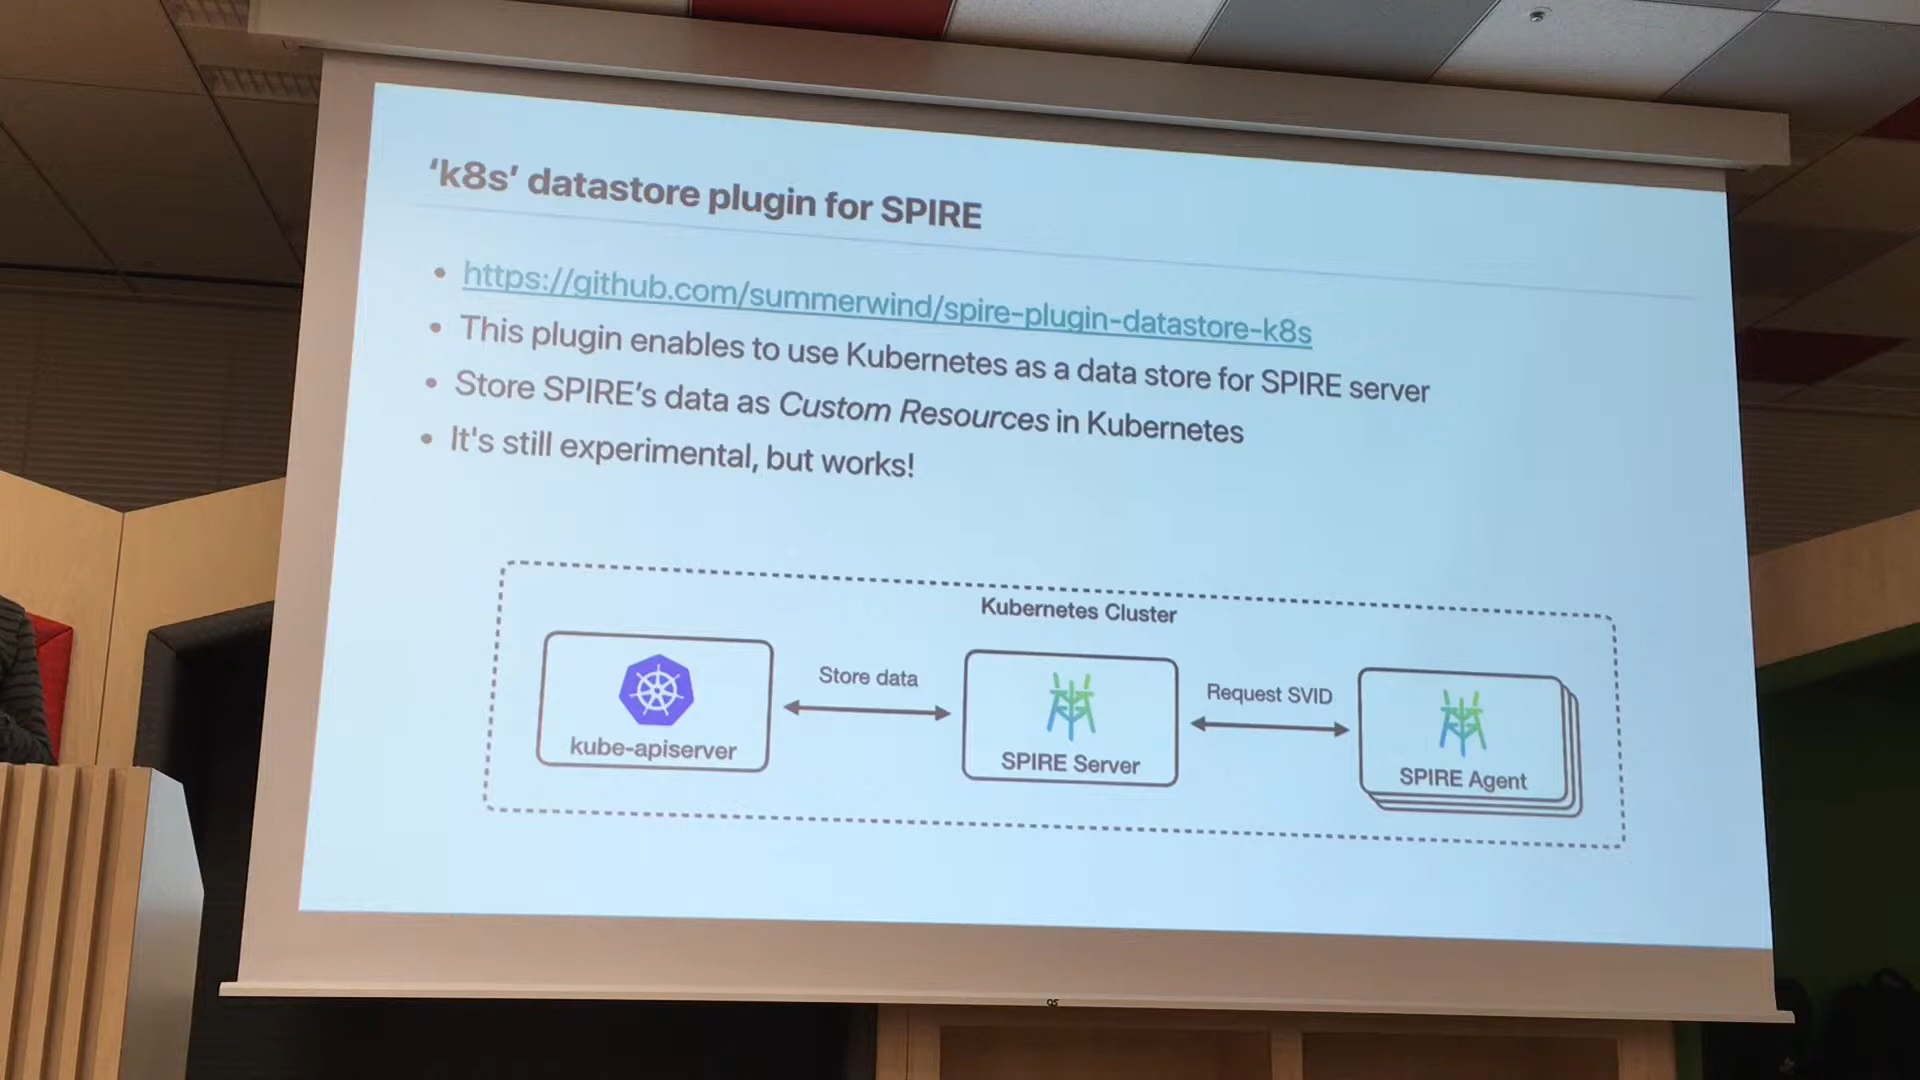 ‘k8s’ datastore plugin for SPIRE
• https://github.com/summerwind/spire-plugin-datastore-k8s
• This plugin enables to use Kubernetes as a data store for SPIRE server
• Store SPIRE’s data as Custom Resources in Kubernetes
• It's still experimental, but works!
Kubernetes Cluster
kube-apiserver
Store data
SPIRE Server
Request SVID
SPIRE Agent
OS